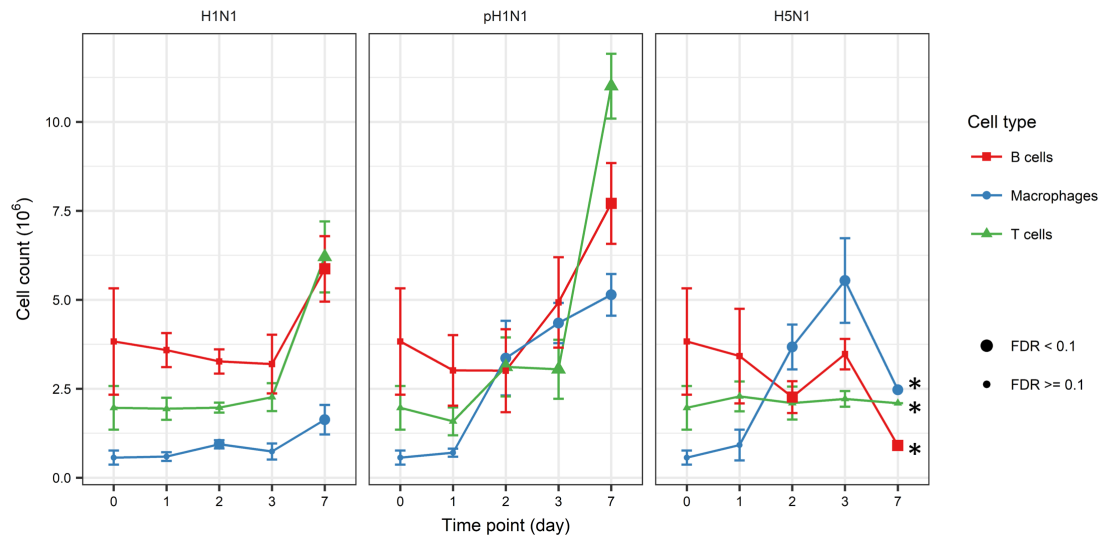 H1N1 pH1N1 H5N1
10.0
7.5
5.0
2.5
0.0
Cell count (10⁶)
0 1 2 3 7 0 1 2 3 7 0 1 2 3 7
Time point (day)
Cell type
B cells
Macrophages
T cells
FDR < 0.1
FDR >= 0.1
*
*
*